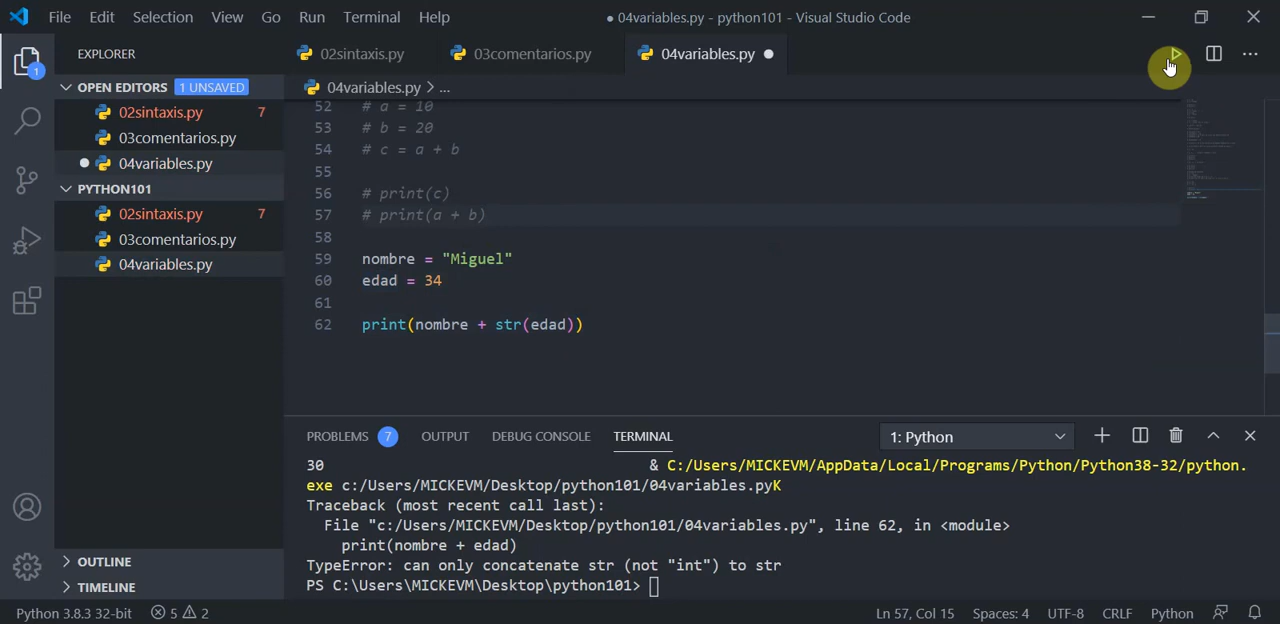 File Edit Selection View Go Run Terminal Help ● 04variables.py - python101 - Visual Studio Code
EXPLORER
02sintaxis.py 03comentarios.py 04variables.py ●
OPEN EDITORS 1 UNSAVED
04variables.py > ...
1
02sintaxis.py 7
03comentarios.py
● 04variables.py
PYTHON101
02sintaxis.py 7
03comentarios.py
04variables.py
52 # a = 10
53 # b = 20
54 # c = a + b
55
56 # print(c)
57 # print(a + b)
58
59 nombre = "Miguel"
60 edad = 34
61
62 print(nombre + str(edad))
PROBLEMS 7 OUTPUT DEBUG CONSOLE TERMINAL 1: Python
30 & C:/Users/MICKEVM/AppData/Local/Programs/Python/Python38-32/python.
exe c:/Users/MICKEVM/Desktop/python101/04variables.pyK
Traceback (most recent call last):
File "c:/Users/MICKEVM/Desktop/python101/04variables.py", line 62, in <module>
print(nombre + edad)
TypeError: can only concatenate str (not "int") to str
PS C:\Users\MICKEVM\Desktop\python101>
OUTLINE
TIMELINE
Python 3.8.3 32-bit 5 2 Ln 57, Col 15 Spaces: 4 UTF-8 CRLF Python